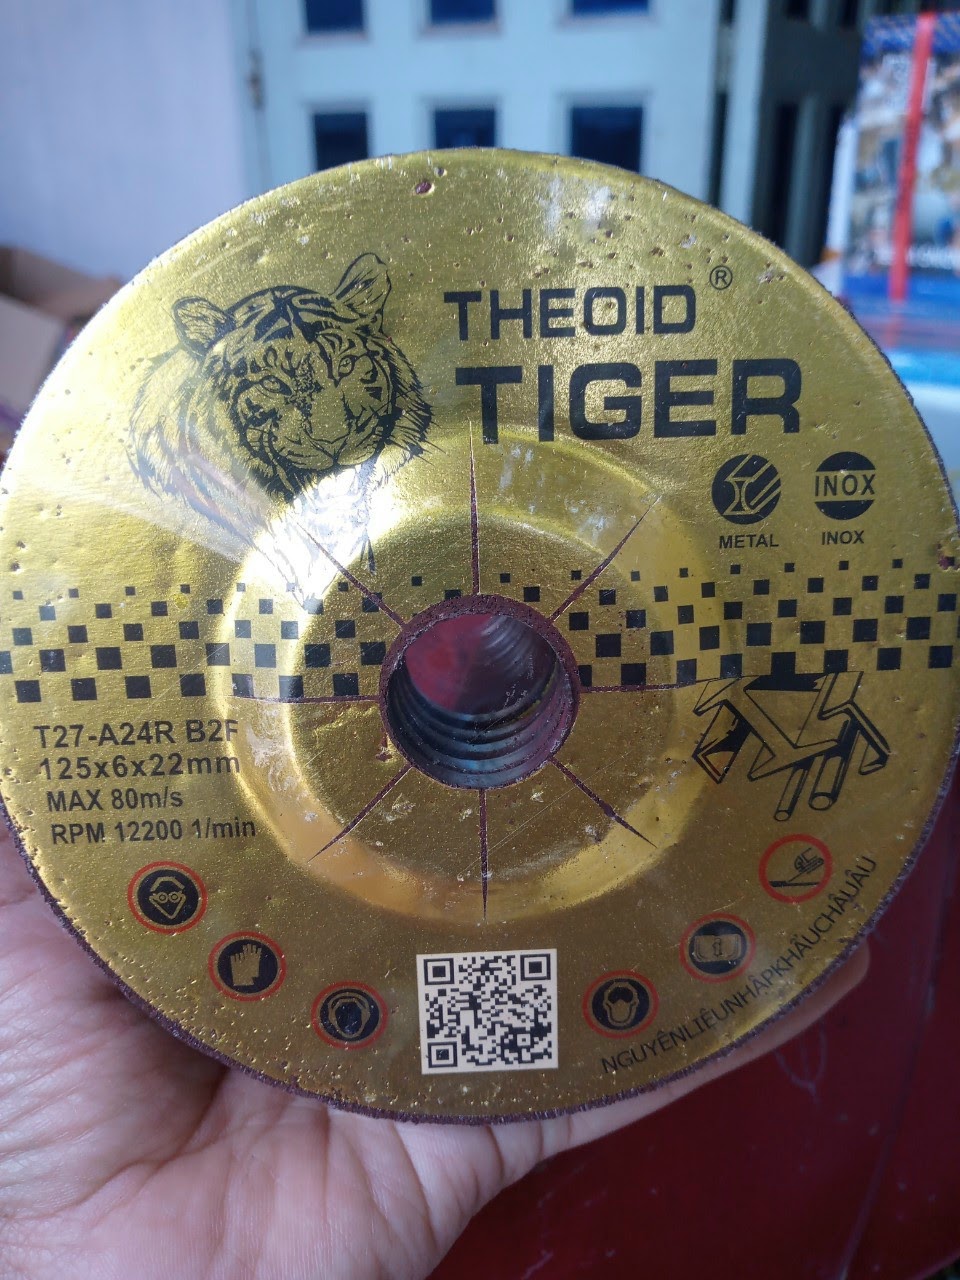 THEOID ®
TIGER
INOX
METAL
INOX
T27-A24R B2F
125x6x22mm
MAX 80m/s
RPM 12200 1/min
NGUYÊNLIỆUNHẬPKHẨUCHÂUÂU